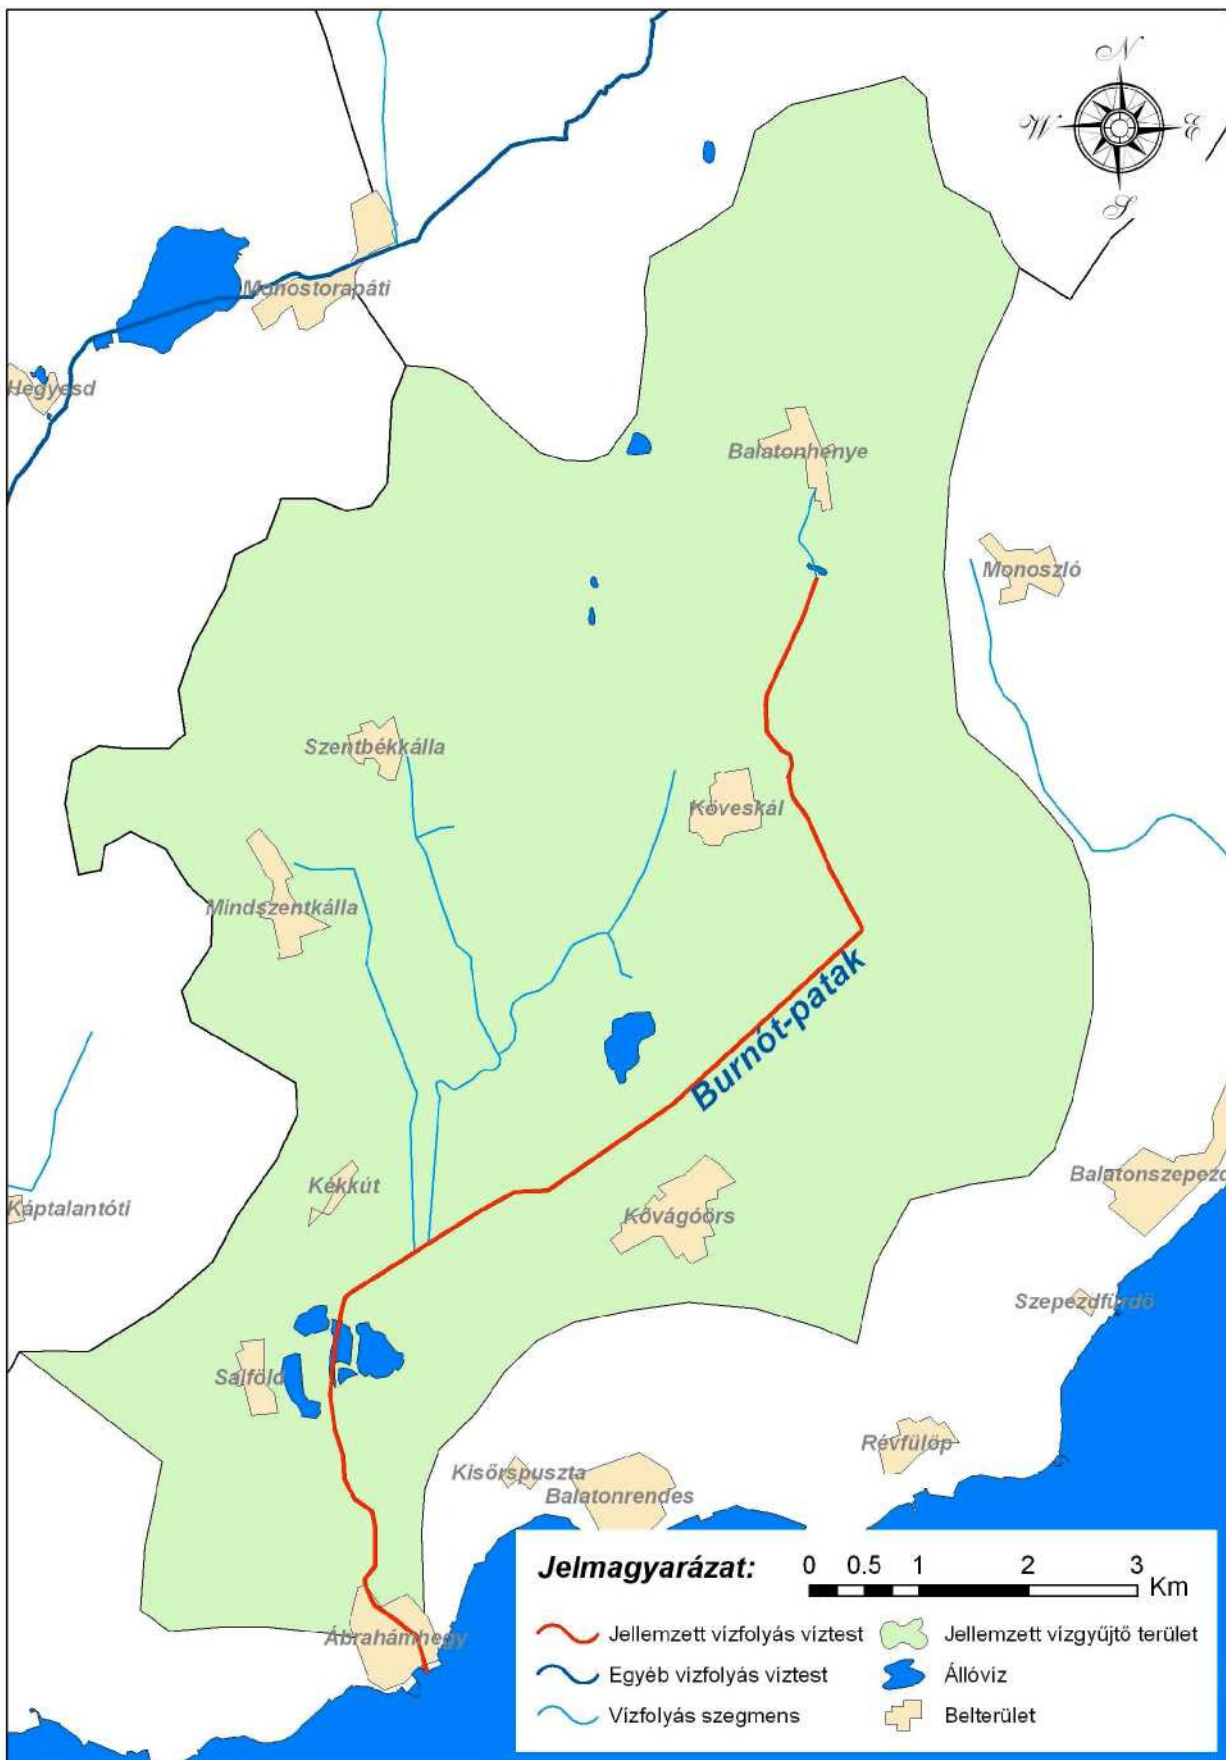 N
W
E
S
Monostorapáti
Hegyesd
Balatonhenye
Monoszló
Szentbékkálla
Köveskál
Mindszentkálla
Burnót-patak
Balatonszepezd
Kékkút
Káptalantóti
Kővágóörs
Szepezdfürdő
Salföld
Révfülöp
Kisőrspuszta
Balatonrendes
Ábrahámhegy
Jelmagyarázat:
0 0.5 1 2 3
Km
Jellemzett vízfolyás víztest
Jellemzett vízgyűjtő terület
Egyéb vízfolyás víztest
Állóvíz
Vízfolyás szegmens
Belterület